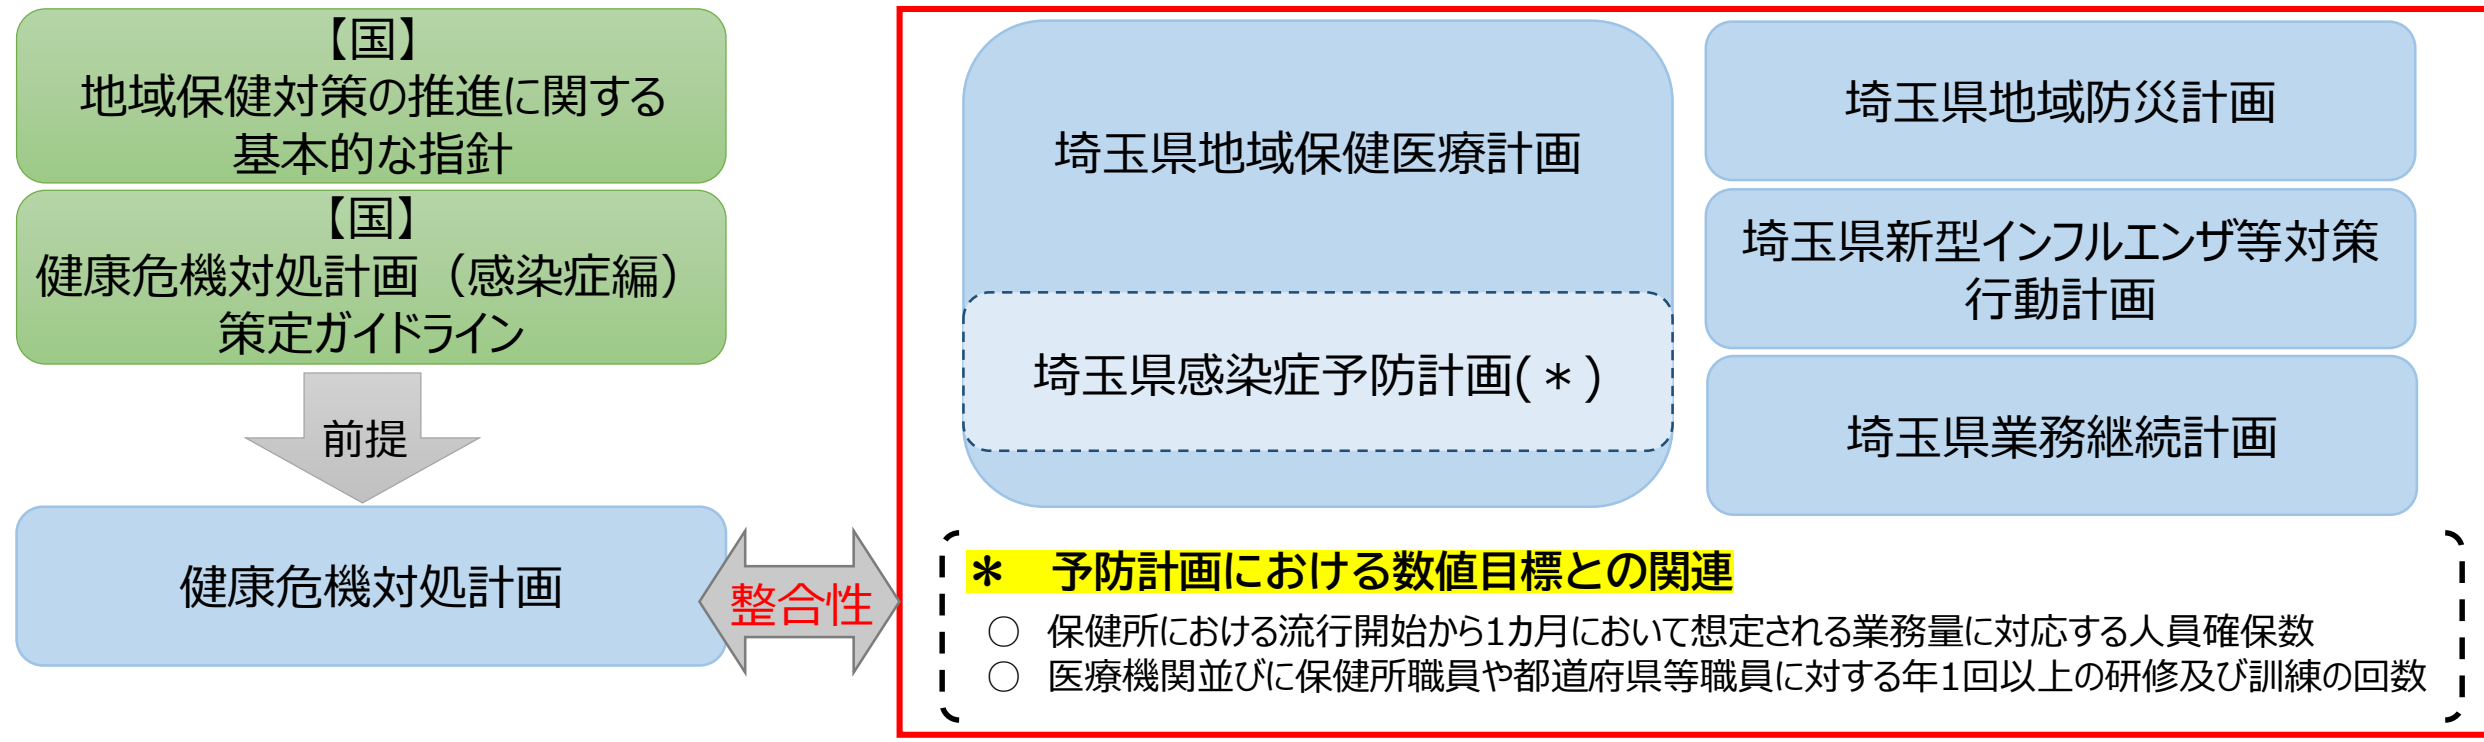 【国】
地域保健対策の推進に関する
基本的な指針
【国】
健康危機対処計画（感染症編）
策定ガイドライン
前提
健康危機対処計画
整合性
埼玉県地域保健医療計画
埼玉県感染症予防計画(＊)
埼玉県地域防災計画
埼玉県新型インフルエンザ等対策
行動計画
埼玉県業務継続計画
＊　予防計画における数値目標との関連
○　保健所における流行開始から1カ月において想定される業務量に対応する人員確保数
○　医療機関並びに保健所職員や都道府県等職員に対する年1回以上の研修及び訓練の回数